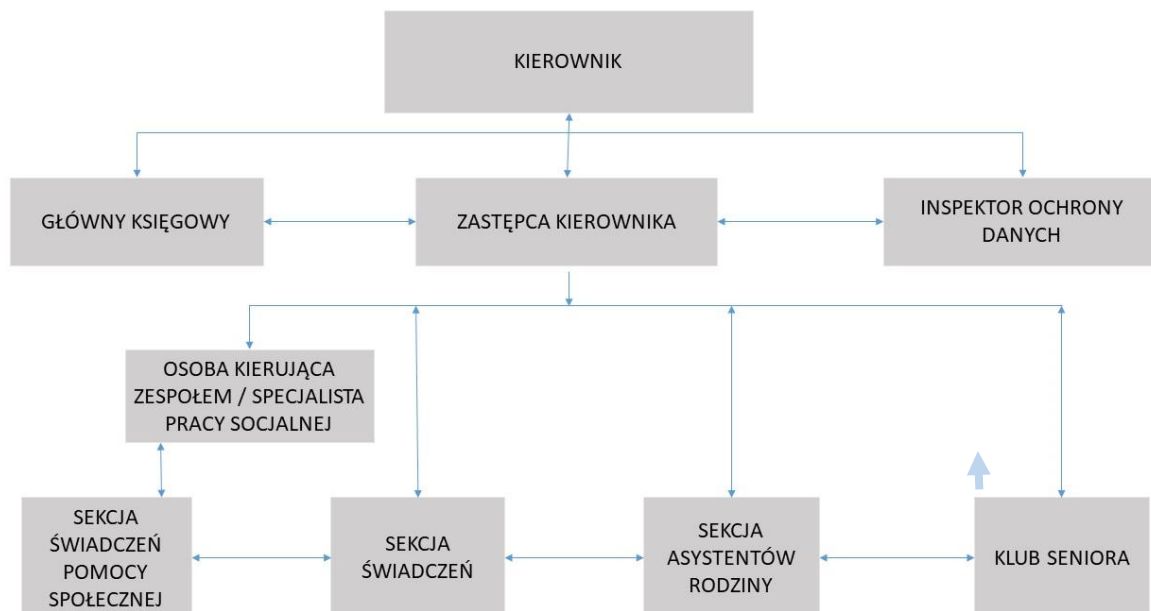 KIEROWNIK
GŁÓWNY KSIĘGOWY
ZASTĘPCA KIEROWNIKA
INSPEKTOR OCHRONY
DANYCH
OSOBA KIERUJĄCA
ZESPOŁEM / SPECJALISTA
PRACY SOCJALNEJ
SEKCJA
ŚWIADCZEŃ
POMOCY
SPOŁECZNEJ
SEKCJA
ŚWIADCZEŃ
SEKCJA
ASYSTENTÓW
RODZINY
KLUB SENIORA